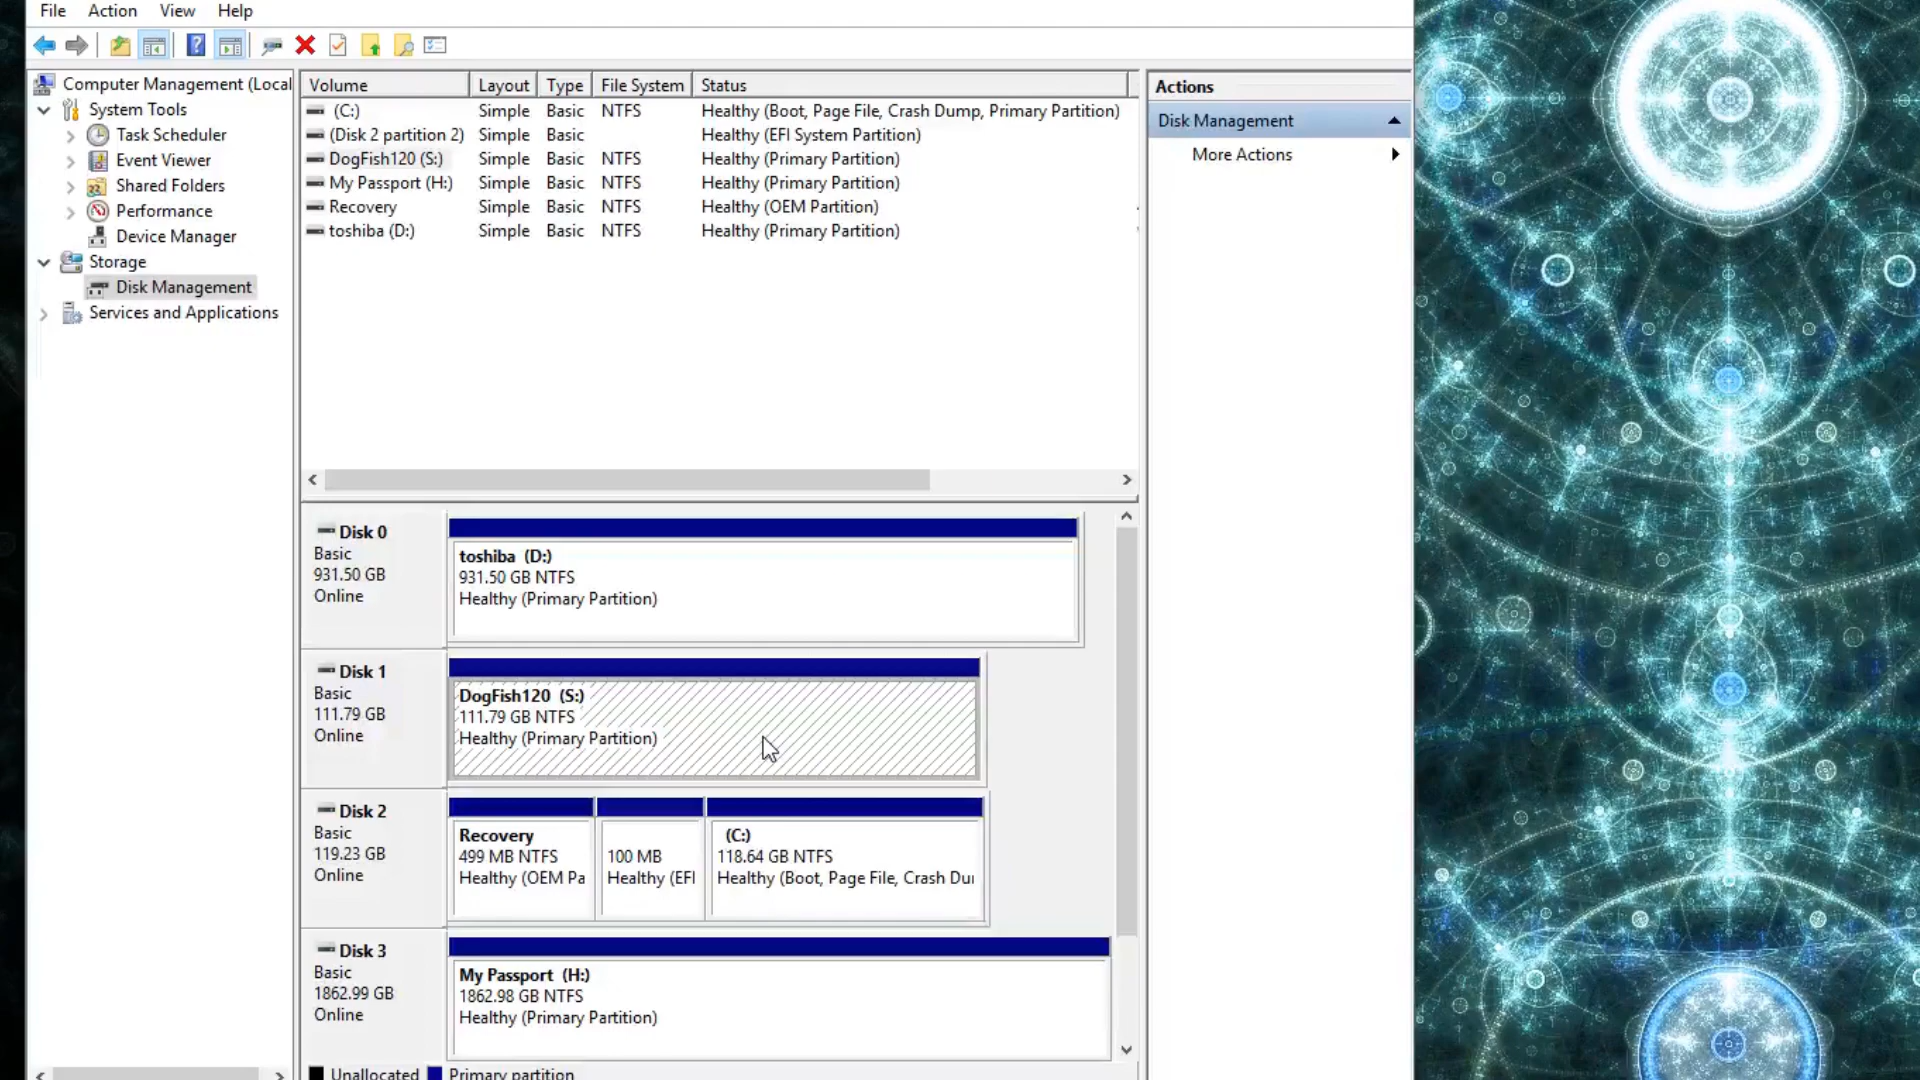 File Action View Help
Computer Management (Local
System Tools
Task Scheduler
Event Viewer
Shared Folders
Performance
Device Manager
Storage
Disk Management
Services and Applications
Volume Layout Type File System Status
(C:) Simple Basic NTFS Healthy (Boot, Page File, Crash Dump, Primary Partition)
(Disk 2 partition 2) Simple Basic Healthy (EFI System Partition)
DogFish120 (S:) Simple Basic NTFS Healthy (Primary Partition)
My Passport (H:) Simple Basic NTFS Healthy (Primary Partition)
Recovery Simple Basic NTFS Healthy (OEM Partition)
toshiba (D:) Simple Basic NTFS Healthy (Primary Partition)
Disk 0
Basic
931.50 GB
Online
toshiba (D:)
931.50 GB NTFS
Healthy (Primary Partition)
Disk 1
Basic
111.79 GB
Online
DogFish120 (S:)
111.79 GB NTFS
Healthy (Primary Partition)
Disk 2
Basic
119.23 GB
Online
Recovery
499 MB NTFS
Healthy (OEM Pa
100 MB
Healthy (EFI
(C:)
118.64 GB NTFS
Healthy (Boot, Page File, Crash Du
Disk 3
Basic
1862.99 GB
Online
My Passport (H:)
1862.98 GB NTFS
Healthy (Primary Partition)
Unallocated Primary partition
Actions
Disk Management
More Actions